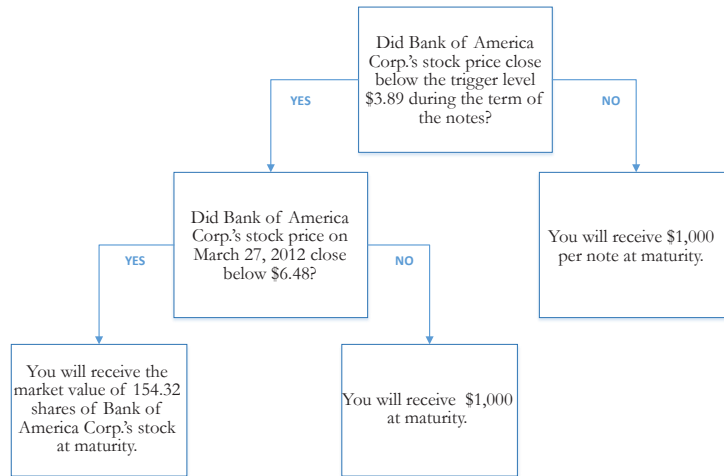 Did Bank of America
Corp.'s stock price close
below the trigger level
$3.89 during the term of
the notes?
YES
NO
Did Bank of America
Corp.'s stock price on
March 27, 2012 close
below $6.48?
You will receive $1,000
per note at maturity.
YES
NO
You will receive the
market value of 154.32
shares of Bank of
America Corp.'s stock
at maturity.
You will receive $1,000
at maturity.